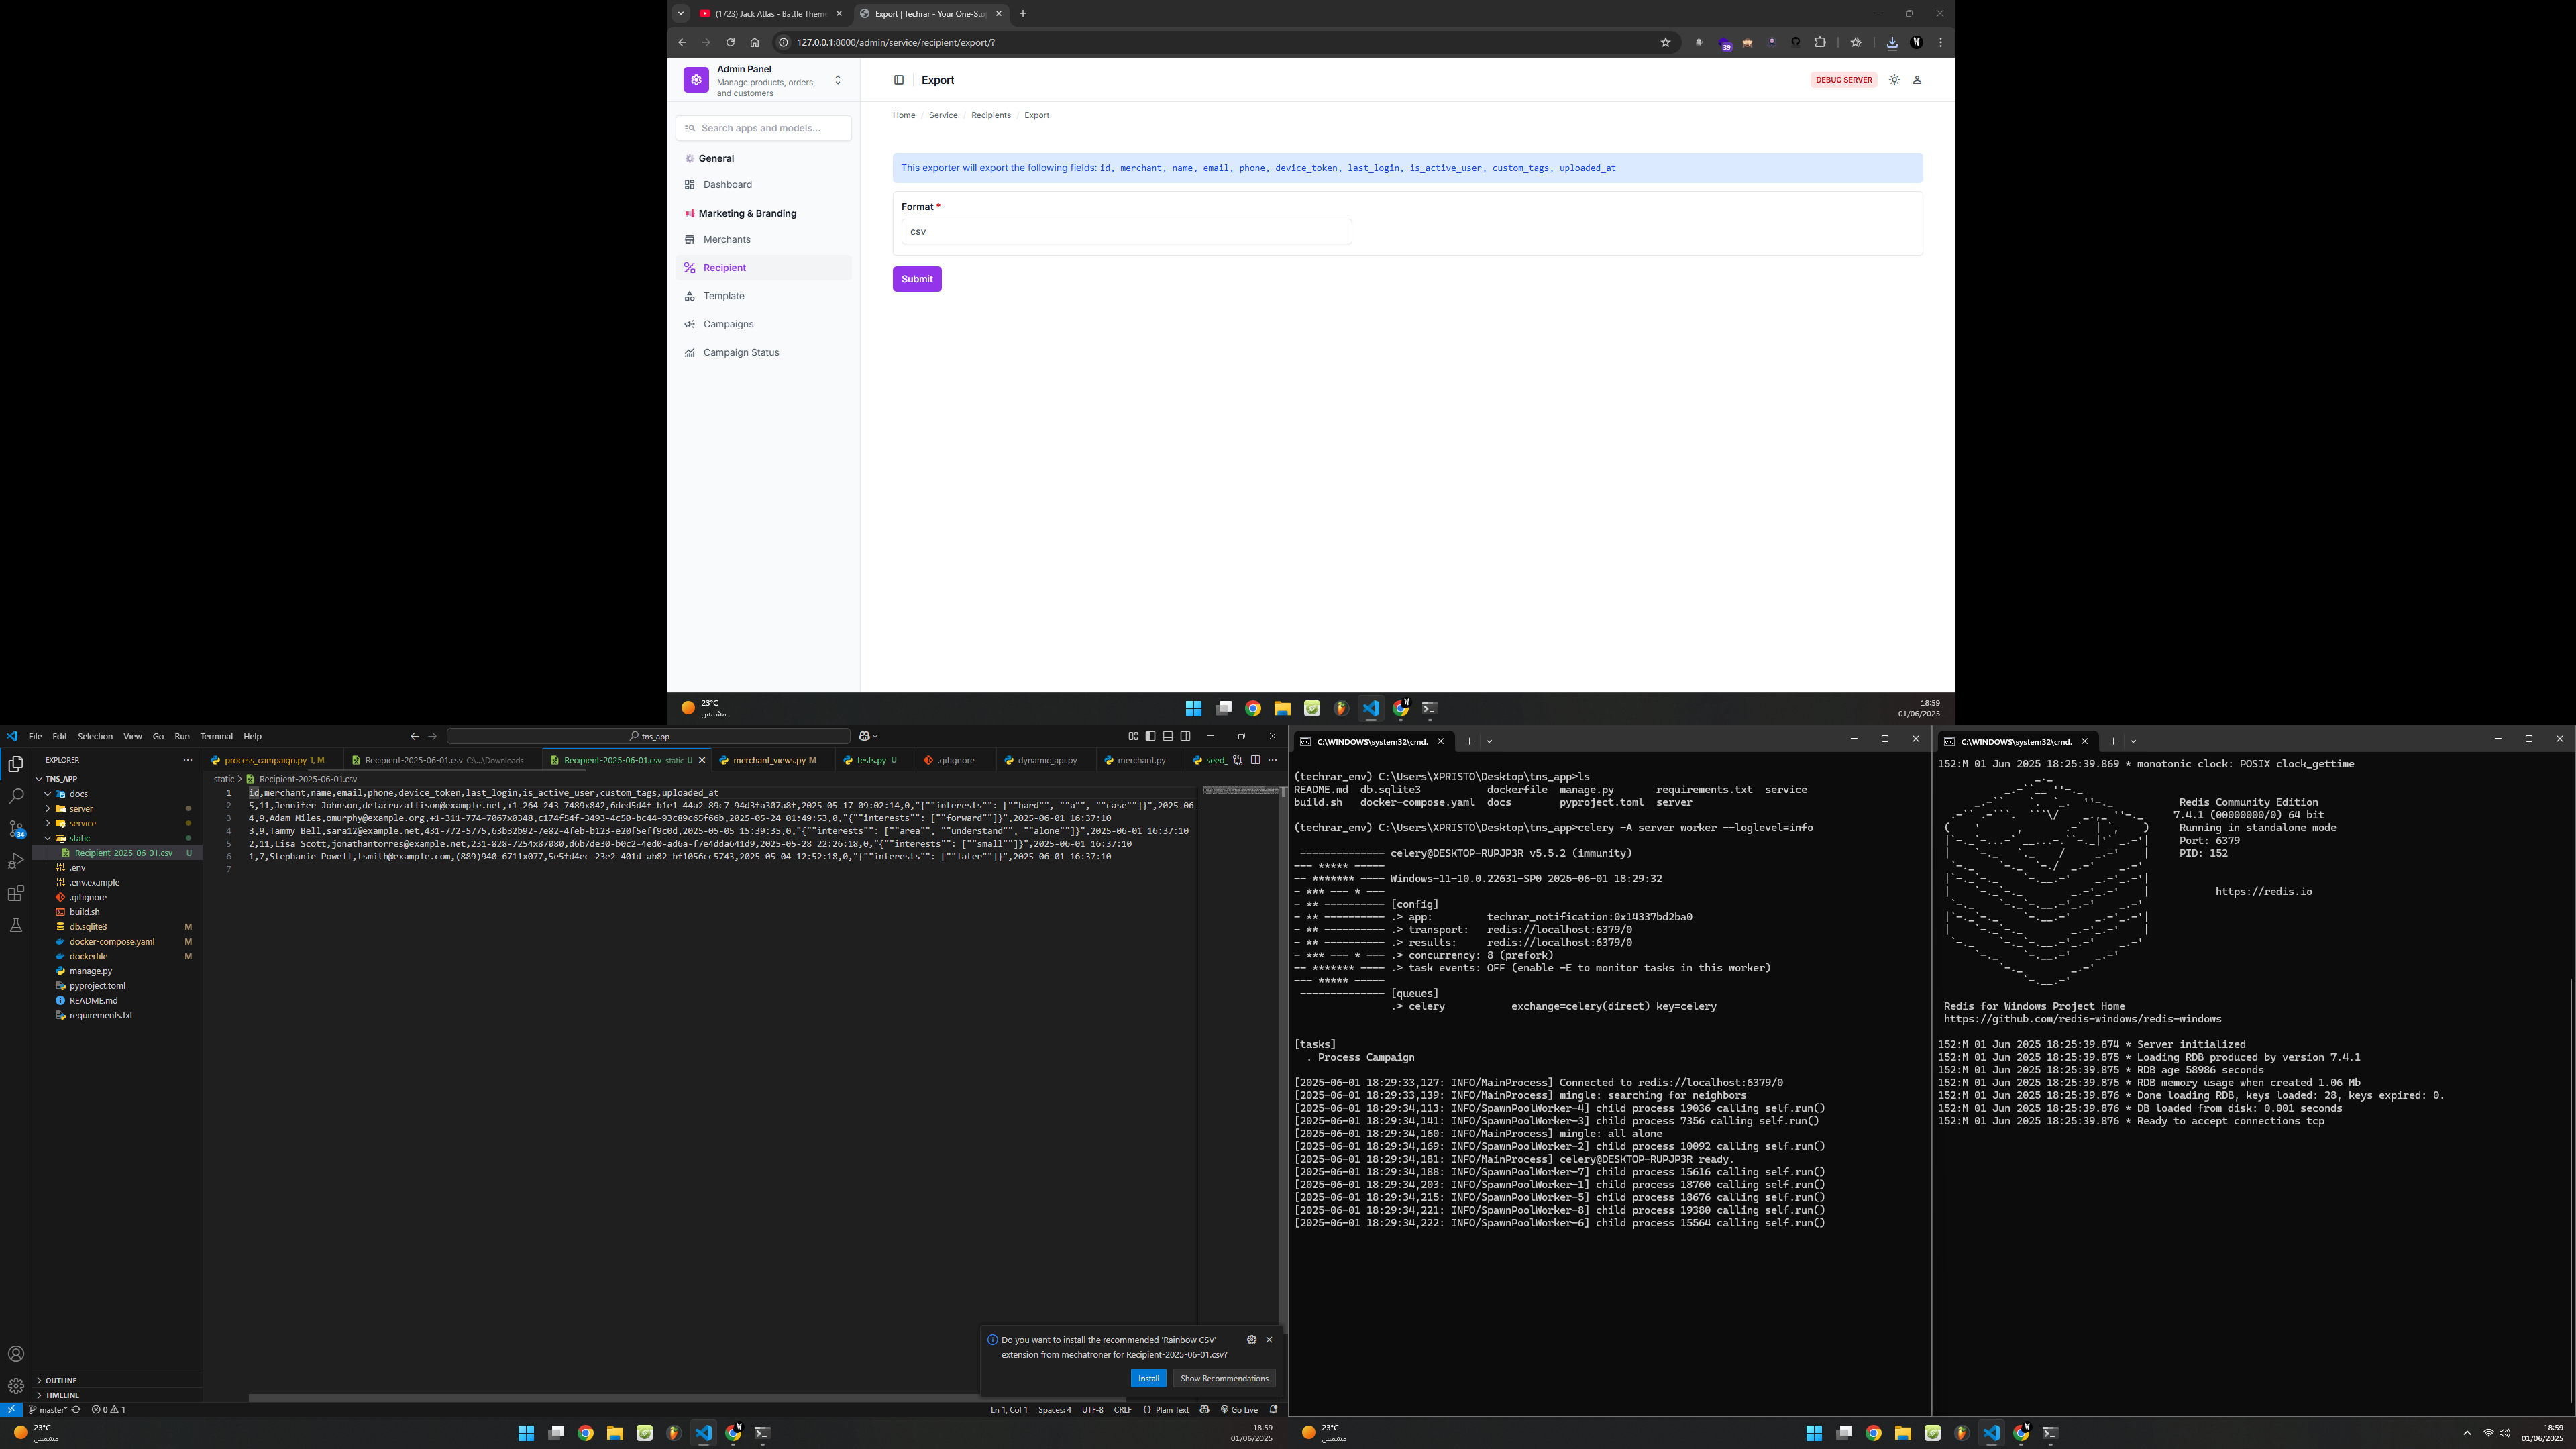 (1723) Jack Atlas - Battle Theme
Export | Techrar - Your One-Stop
127.0.0.1:8000/admin/service/recipient/export/?
39
Admin Panel
Manage products, orders,
and customers
Export
DEBUG SERVER
Search apps and models...
Home / Service / Recipients / Export
General
Dashboard
Marketing & Branding
Merchants
Recipient
Template
Campaigns
Campaign Status
This exporter will export the following fields: id, merchant, name, email, phone, device_token, last_login, is_active_user, custom_tags, uploaded_at
Format *
csv
Submit
23°C
مشمس
18:59
01/06/2025
File Edit Selection View Go Run Terminal Help
tns_app
EXPLORER
TNS_APP
docs
server
service
static
Recipient-2025-06-01.csv U
.env
.env.example
.gitignore
build.sh
db.sqlite3 M
docker-compose.yaml M
dockerfile M
manage.py
pyproject.toml
README.md
requirements.txt
OUTLINE
TIMELINE
34
process_campaign.py 1, M
Recipient-2025-06-01.csv C:\...\Downloads
Recipient-2025-06-01.csv static U
merchant_views.py M
tests.py U
.gitignore
dynamic_api.py
merchant.py
seed_
static > Recipient-2025-06-01.csv
1 id,merchant,name,email,phone,device_token,last_login,is_active_user,custom_tags,uploaded_at
2 5,11,Jennifer Johnson,delacruzallison@example.net,+1-264-243-7489x842,6ded5d4f-b1e1-44a2-89c7-94d3fa307a8f,2025-05-17 09:02:14,0,"{""interests"": [""hard"", ""a"", ""case""]}",2025-06-
3 4,9,Adam Miles,omurphy@example.org,+1-311-774-7067x0348,c174f54f-3493-4c50-bc44-93c89c65f66b,2025-05-24 01:49:53,0,"{""interests"": [""forward""]}",2025-06-01 16:37:10
4 3,9,Tammy Bell,sara12@example.net,431-772-5775,63b32b92-7e82-4feb-b123-e20f5eff9c0d,2025-05-05 15:39:35,0,"{""interests"": [""area"", ""understand"", ""alone""]}",2025-06-01 16:37:10
5 2,11,Lisa Scott,jonathantorres@example.net,231-828-7254x87080,d6b7de30-b0c2-4ed0-ad6a-f7e4dda641d9,2025-05-28 22:26:18,0,"{""interests"": [""small""]}",2025-06-01 16:37:10
6 1,7,Stephanie Powell,tsmith@example.com,(889)940-6711x077,5e5fd4ec-23e2-401d-ab82-bf1056cc5743,2025-05-04 12:52:18,0,"{""interests"": [""later""]}",2025-06-01 16:37:10
7
Do you want to install the recommended 'Rainbow CSV'
extension from mechatroner for Recipient-2025-06-01.csv?
Install
Show Recommendations
master* 0 1
Ln 1, Col 1 Spaces: 4 UTF-8 CRLF {} Plain Text Go Live
23°C
مشمس
18:59
01/06/2025
C:\WINDOWS\system32\cmd.
(techrar_env) C:\Users\XPRISTO\Desktop\tns_app>ls
README.md db.sqlite3 dockerfile manage.py requirements.txt service
build.sh docker-compose.yaml docs pyproject.toml server
(techrar_env) C:\Users\XPRISTO\Desktop\tns_app>celery -A server worker --loglevel=info
-------------- celery@DESKTOP-RUPJP3R v5.5.2 (immunity)
--- ***** -----
-- ******* ---- Windows-11-10.0.22631-SP0 2025-06-01 18:29:32
- *** --- * ---
- ** ---------- [config]
- ** ---------- .> app: techrar_notification:0x14337bd2ba0
- ** ---------- .> transport: redis://localhost:6379/0
- ** ---------- .> results: redis://localhost:6379/0
- *** --- * --- .> concurrency: 8 (prefork)
-- ******* ---- .> task events: OFF (enable -E to monitor tasks in this worker)
--- ***** -----
-------------- [queues]
.> celery exchange=celery(direct) key=celery
[tasks]
. Process Campaign
[2025-06-01 18:29:33,127: INFO/MainProcess] Connected to redis://localhost:6379/0
[2025-06-01 18:29:33,139: INFO/MainProcess] mingle: searching for neighbors
[2025-06-01 18:29:34,113: INFO/SpawnPoolWorker-4] child process 19036 calling self.run()
[2025-06-01 18:29:34,141: INFO/SpawnPoolWorker-3] child process 7356 calling self.run()
[2025-06-01 18:29:34,160: INFO/MainProcess] mingle: all alone
[2025-06-01 18:29:34,169: INFO/SpawnPoolWorker-2] child process 10092 calling self.run()
[2025-06-01 18:29:34,181: INFO/MainProcess] celery@DESKTOP-RUPJP3R ready.
[2025-06-01 18:29:34,188: INFO/SpawnPoolWorker-7] child process 15616 calling self.run()
[2025-06-01 18:29:34,203: INFO/SpawnPoolWorker-1] child process 18760 calling self.run()
[2025-06-01 18:29:34,215: INFO/SpawnPoolWorker-5] child process 18676 calling self.run()
[2025-06-01 18:29:34,221: INFO/SpawnPoolWorker-8] child process 19380 calling self.run()
[2025-06-01 18:29:34,222: INFO/SpawnPoolWorker-6] child process 15564 calling self.run()
C:\WINDOWS\system32\cmd.
152:M 01 Jun 2025 18:25:39.869 * monotonic clock: POSIX clock_gettime
Redis Community Edition
7.4.1 (00000000/0) 64 bit
Running in standalone mode
Port: 6379
PID: 152
https://redis.io
Redis for Windows Project Home
https://github.com/redis-windows/redis-windows
152:M 01 Jun 2025 18:25:39.874 * Server initialized
152:M 01 Jun 2025 18:25:39.875 * Loading RDB produced by version 7.4.1
152:M 01 Jun 2025 18:25:39.875 * RDB age 58986 seconds
152:M 01 Jun 2025 18:25:39.875 * RDB memory usage when created 1.06 Mb
152:M 01 Jun 2025 18:25:39.876 * Done loading RDB, keys loaded: 28, keys expired: 0.
152:M 01 Jun 2025 18:25:39.876 * DB loaded from disk: 0.001 seconds
152:M 01 Jun 2025 18:25:39.876 * Ready to accept connections tcp
23°C
مشمس
18:59
01/06/2025